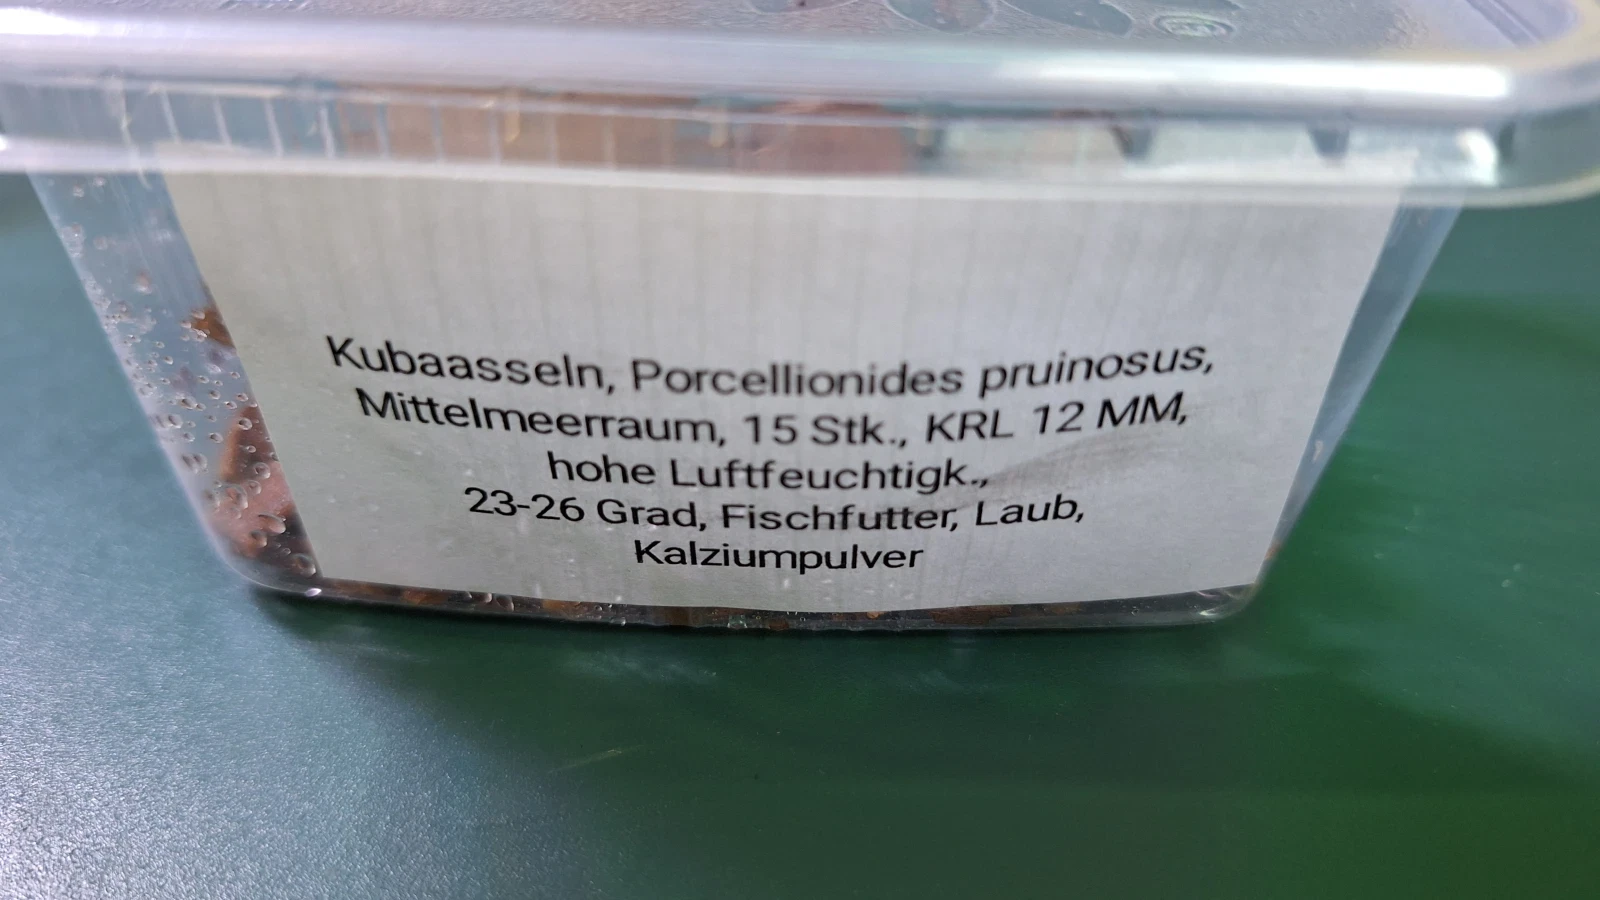 Kubaasseln, Porcellionides pruinosus,
Mittelmeerraum, 15 Stk., KRL 12 MM,
hohe Luftfeuchtigk.,
23-26 Grad, Fischfutter, Laub,
Kalziumpulver